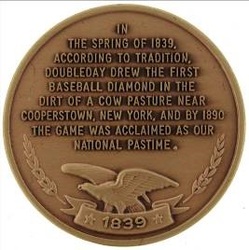 IN
THE SPRING OF 1839,
ACCORDING TO TRADITION,
DOUBLEDAY DREW THE FIRST
BASEBALL DIAMOND IN THE
DIRT OF A COW PASTURE NEAR
COOPERSTOWN, NEW YORK, AND BY 1890
THE GAME WAS ACCLAIMED AS OUR
NATIONAL PASTIME.
1839